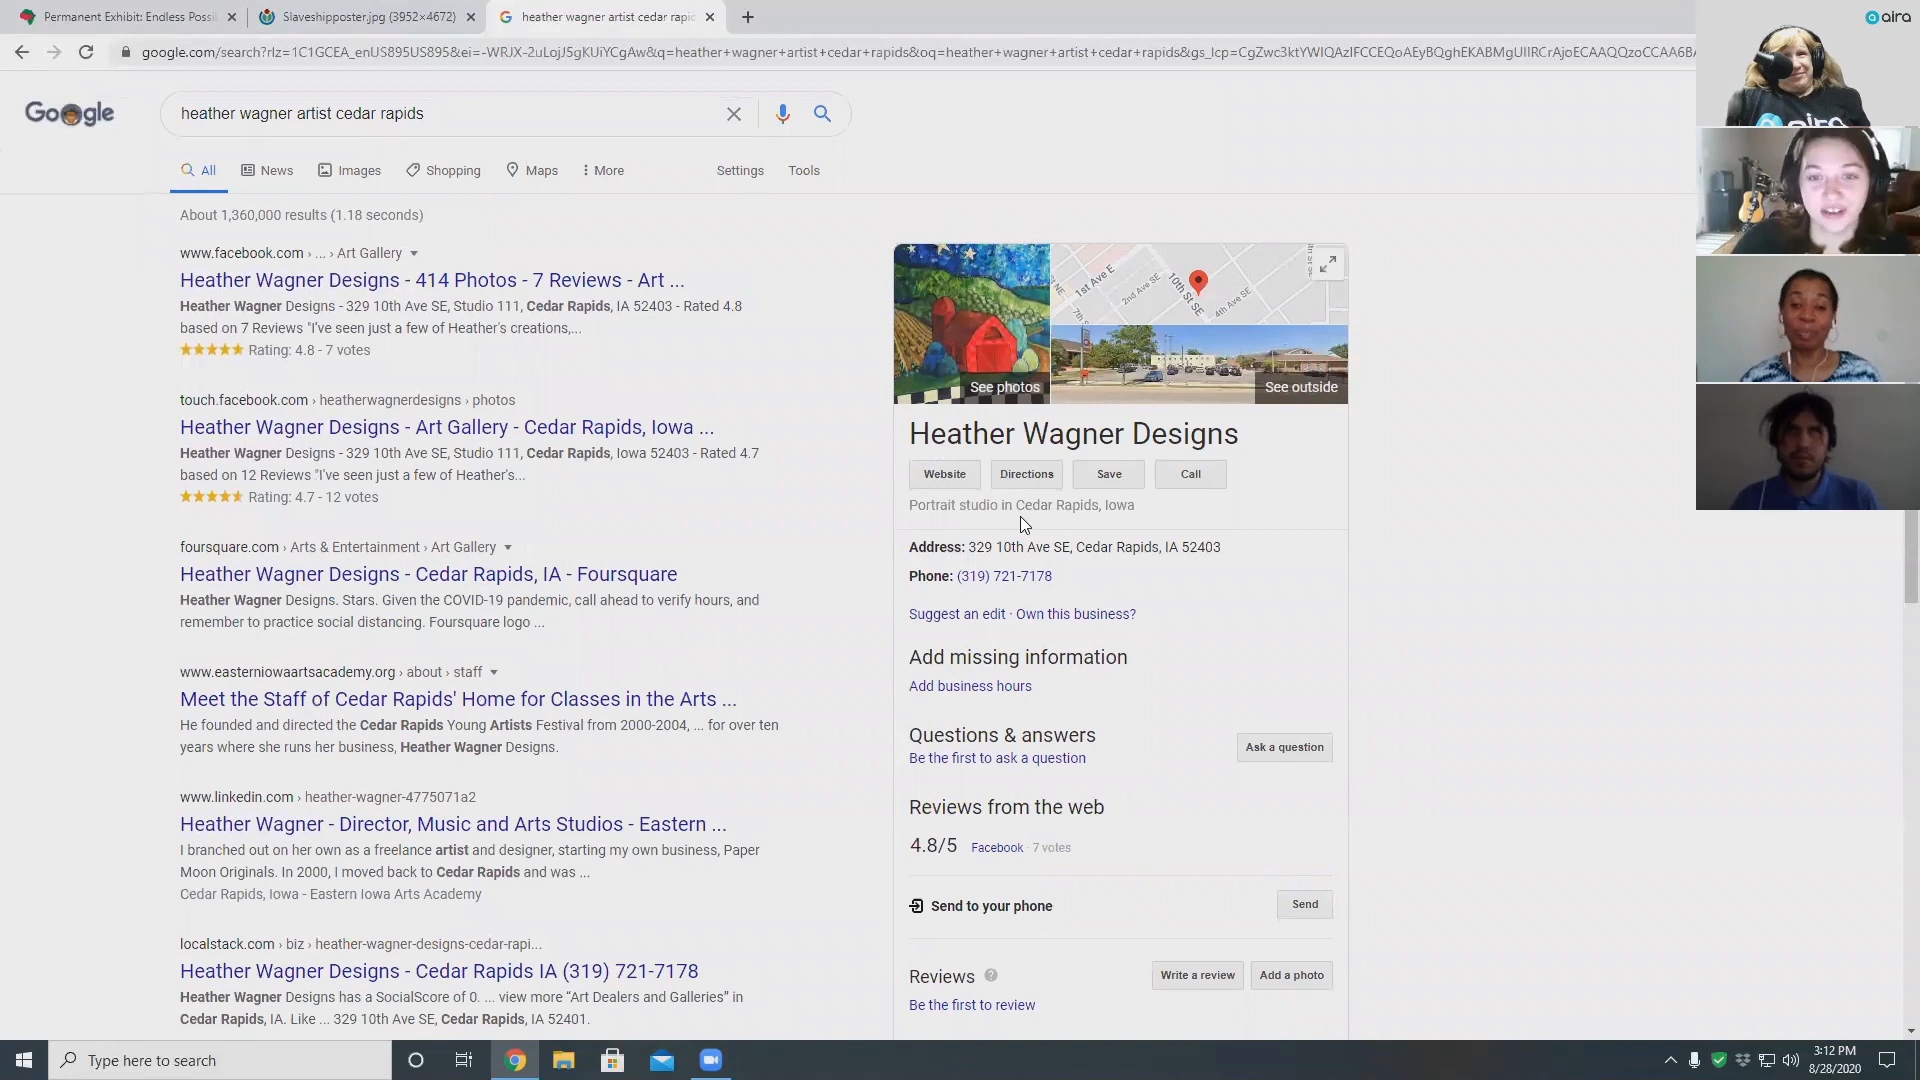 Permanent Exhibit: Endless Possi
Slaveshipposter.jpg (3952×4672)
heather wagner artist cedar rapid
aira
google.com/search?rlz=1C1GCEA_enUS895US895&ei=-WRJX-2uLojJ5gKUiYCgAw&q=heather+wagner+artist+cedar+rapids&oq=heather+wagner+artist+cedar+rapids&gs_lcp=
Google
heather wagner artist cedar rapids
All News Images Shopping Maps More Settings Tools
About 1,360,000 results (1.18 seconds)
www.facebook.com › ... › Art Gallery
Heather Wagner Designs - 414 Photos - 7 Reviews - Art ...
Heather Wagner Designs - 329 10th Ave SE, Studio 111, Cedar Rapids, IA 52403 - Rated 4.8
based on 7 Reviews "I've seen just a few of Heather's creations,...
Rating: 4.8 - 7 votes
touch.facebook.com › heatherwagnerdesigns › photos
Heather Wagner Designs - Art Gallery - Cedar Rapids, Iowa ...
Heather Wagner Designs - 329 10th Ave SE, Studio 111, Cedar Rapids, Iowa 52403 - Rated 4.7
based on 12 Reviews "I've seen just a few of Heather's...
Rating: 4.7 - 12 votes
foursquare.com › Arts & Entertainment › Art Gallery
Heather Wagner Designs - Cedar Rapids, IA - Foursquare
Heather Wagner Designs. Stars. Given the COVID-19 pandemic, call ahead to verify hours, and
remember to practice social distancing. Foursquare logo ...
www.easterniowaartsacademy.org › about › staff
Meet the Staff of Cedar Rapids' Home for Classes in the Arts ...
He founded and directed the Cedar Rapids Young Artists Festival from 2000-2004, ... for over ten
years where she runs her business, Heather Wagner Designs.
www.linkedin.com › heather-wagner-4775071a2
Heather Wagner - Director, Music and Arts Studios - Eastern ...
I branched out on her own as a freelance artist and designer, starting my own business, Paper
Moon Originals. In 2000, I moved back to Cedar Rapids and was ...
Cedar Rapids, Iowa - Eastern Iowa Arts Academy
localstack.com › biz › heather-wagner-designs-cedar-rapi...
Heather Wagner Designs - Cedar Rapids IA (319) 721-7178
Heather Wagner Designs has a SocialScore of 0. ... view more “Art Dealers and Galleries” in
Cedar Rapids, IA. Like ... 329 10th Ave SE, Cedar Rapids, IA 52401.
1st Ave E
2nd Ave SE
10th St SE
4th Ave SE
See photos
See outside
Heather Wagner Designs
Website Directions Save Call
Portrait studio in Cedar Rapids, Iowa
Address: 329 10th Ave SE, Cedar Rapids, IA 52403
Phone: (319) 721-7178
Suggest an edit · Own this business?
Add missing information
Add business hours
Questions & answers
Be the first to ask a question
Ask a question
Reviews from the web
4.8/5 Facebook · 7 votes
Send to your phone
Send
Reviews
Write a review
Add a photo
Be the first to review
aira
Type here to search
3:12 PM
8/28/2020